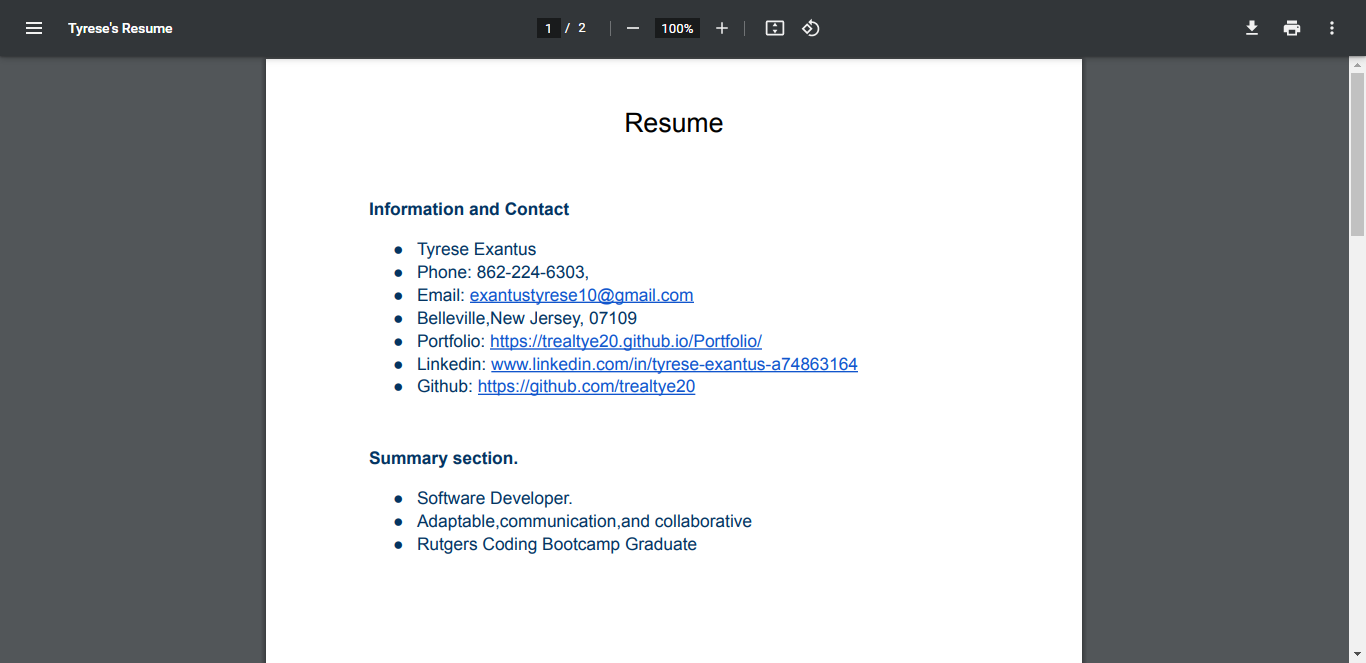 Tyrese's Resume
1 / 2
100%
Resume
Information and Contact
● Tyrese Exantus
● Phone: 862-224-6303,
● Email: exantustyrese10@gmail.com
● Belleville,New Jersey, 07109
● Portfolio: https://trealtye20.github.io/Portfolio/
● Linkedin: www.linkedin.com/in/tyrese-exantus-a74863164
● Github: https://github.com/trealtye20
Summary section.
● Software Developer.
● Adaptable,communication,and collaborative
● Rutgers Coding Bootcamp Graduate